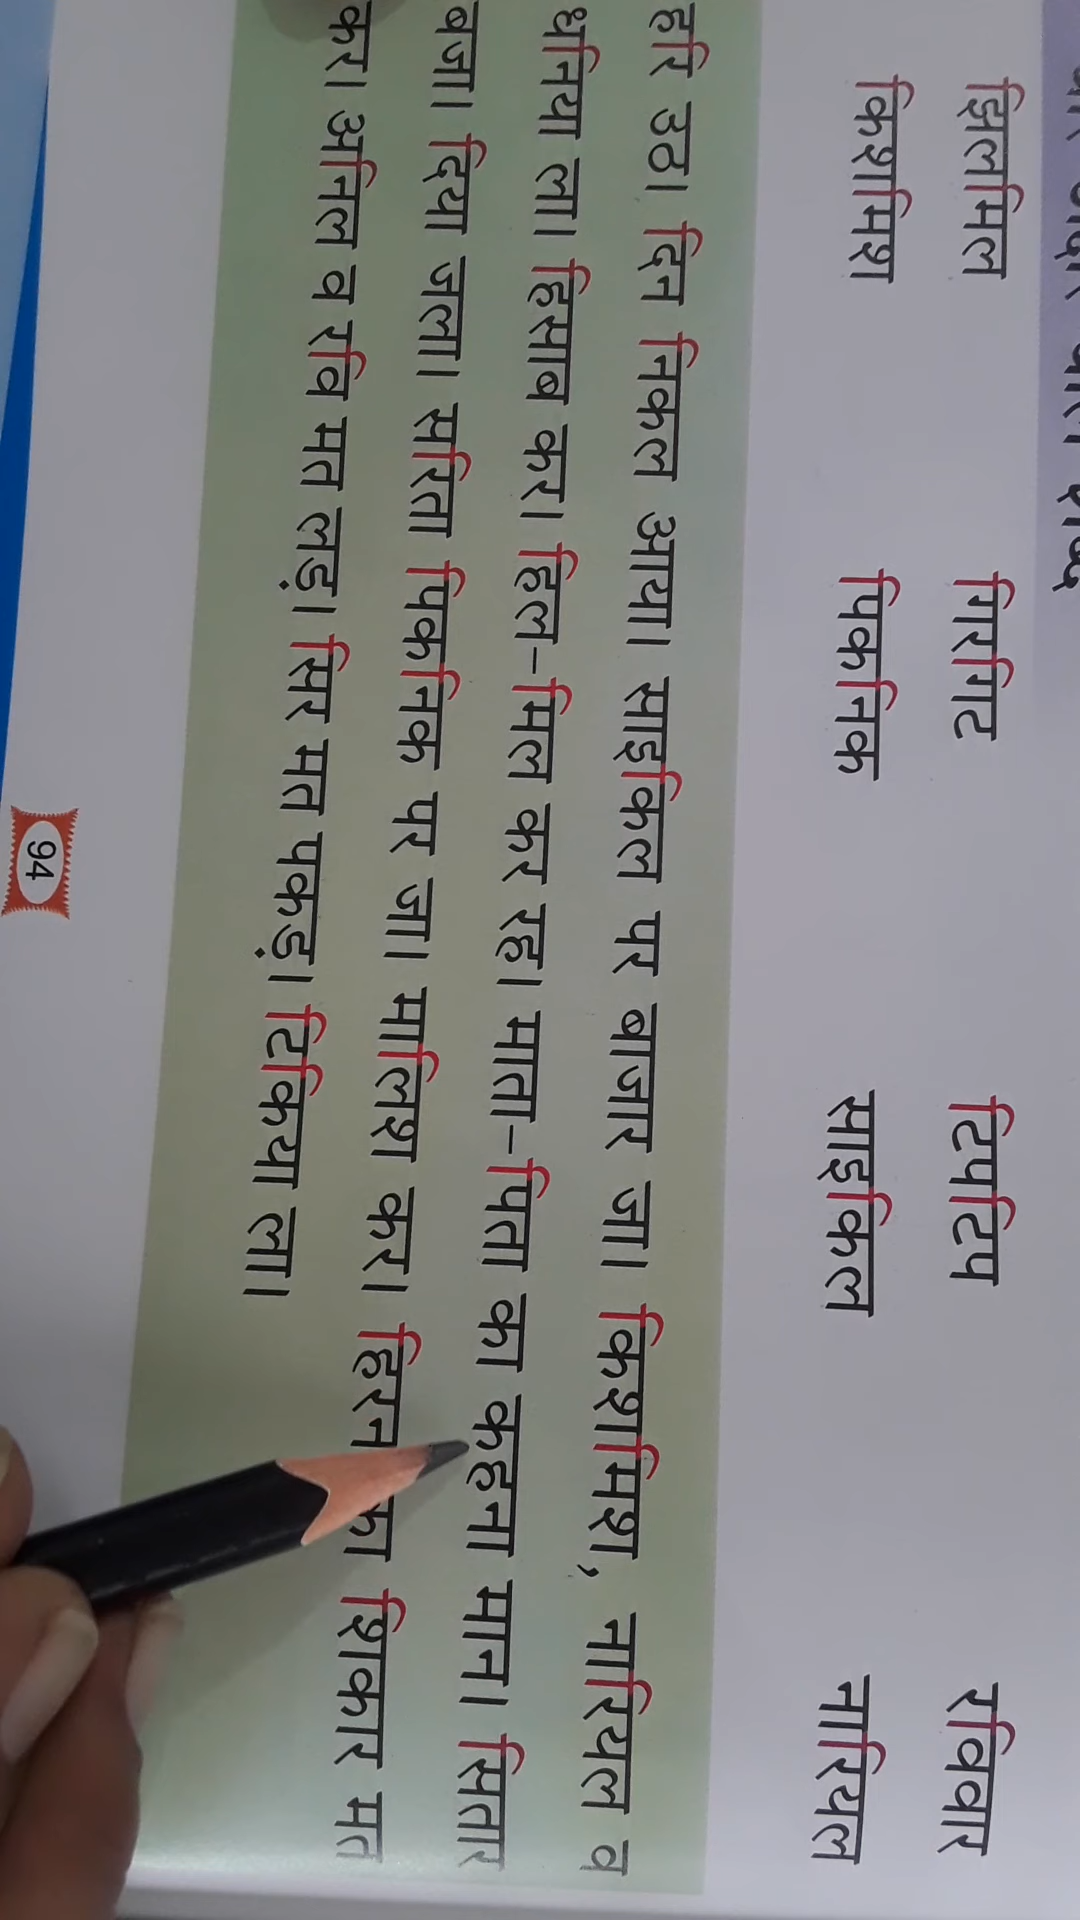 वाले शब्द
झिलमिल गिरगिट टिपटिप रविवार
किशमिश पिकनिक साइकिल नारियल
हरि उठ। दिन निकल आया। साइकिल पर बाजार जा। किशमिश, नारियल व
धनिया ला। हिसाब कर। हिल-मिल कर रह। माता-पिता का कहना मान। सितार
बजा। दिया जला। सरिता पिकनिक पर जा। मालिश कर। हिरन का शिकार मत
कर। अनिल व रवि मत लड़। सिर मत पकड़। टिकिया ला।
94